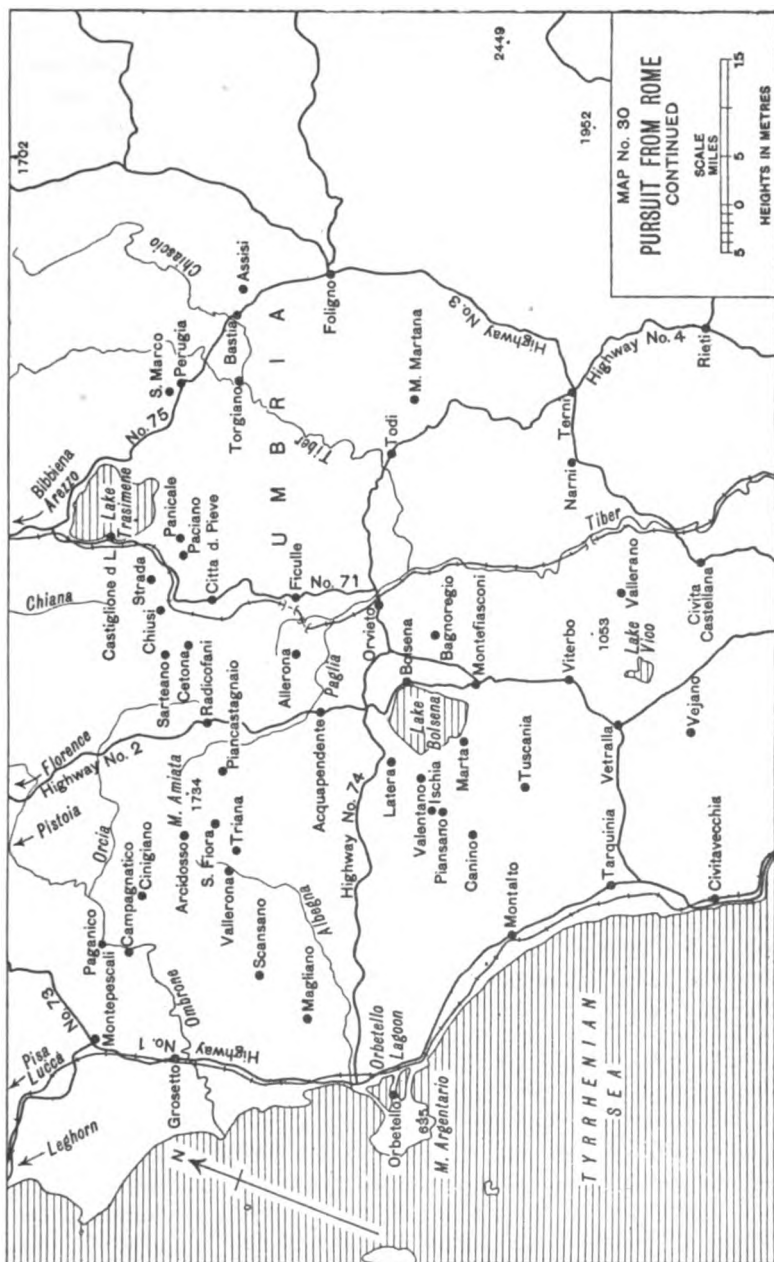 Leghorn
Pisa
Lucca
No. 73
Pistoia
Florence
Highway No. 2
Bibbiena
Arezzo
1702
Montepescali
Paganico
Orcia
Chiana
Castiglione d L.
Lake
Trasimene
No. 75
S. Marco
Perugia
Chiascio
Campagnatico
Cinigiano
Strada
Chiusi
Sarteano
Cetona
Panicale
Paciano
Citta d. Pieve
Grosetto
Ombrone
Arcidosso
M. Amiata
1734
Radicofani
Piancastagnaio
S. Fiora
Triana
Vallerona
Scansano
Torgiano
Bastia
Assisi
UMBRIA
Tiber
Magliano
Albegna
Highway
No. 1
Acquapendente
Allerona
Paglia
Ficulle
No. 71
Orvieto
Foligno
2449
Highway No. 74
Orbetello
Lagoon
Orbetello
635
M. Argentario
Latera
Valentano
Ischia
Piansano
Canino
Lake
Bolsena
Bolsena
Bagnoregio
Montefiasconi
Marta
Todi
M. Martana
Highway No. 3
Montalto
Tuscania
Viterbo
1053
Lake
Vico
Vallerano
Tiber
Narni
Terni
Highway No. 4
Rieti
1952
Tarquinia
Vetralla
Vejano
Civita
Castellana
Civitavecchia
TYRRHENIAN
SEA
N
MAP No. 30
PURSUIT FROM ROME
CONTINUED
SCALE
MILES
5 0 5 15
HEIGHTS IN METRES